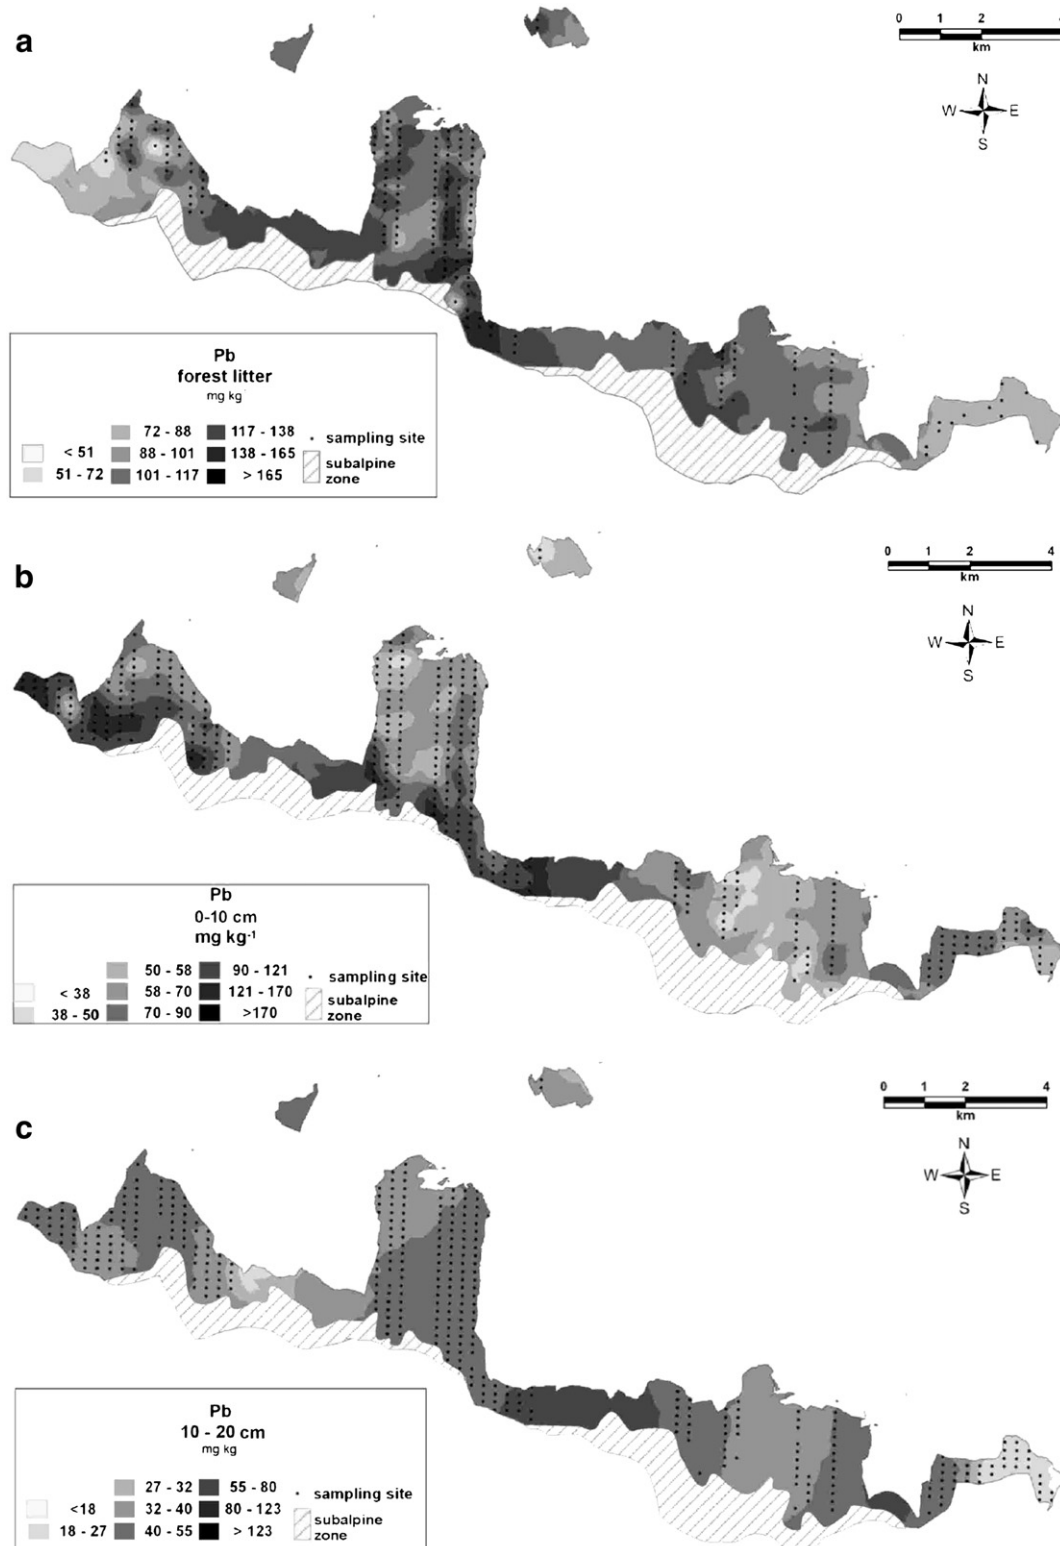 a
0 1 2 4
km
N
W E
S
Pb
forest litter
mg kg
72 - 88 117 - 138 sampling site
< 51 88 - 101 138 - 165 subalpine
51 - 72 101 - 117 > 165 zone
b
0 1 2 4
km
N
W E
S
Pb
0-10 cm
mg kg-1
50 - 58 90 - 121 sampling site
< 38 58 - 70 121 - 170 subalpine
38 - 50 70 - 90 >170 zone
c
0 1 2 4
km
N
W E
S
Pb
10 - 20 cm
mg kg
27 - 32 55 - 80 sampling site
<18 32 - 40 80 - 123 subalpine
18 - 27 40 - 55 > 123 zone